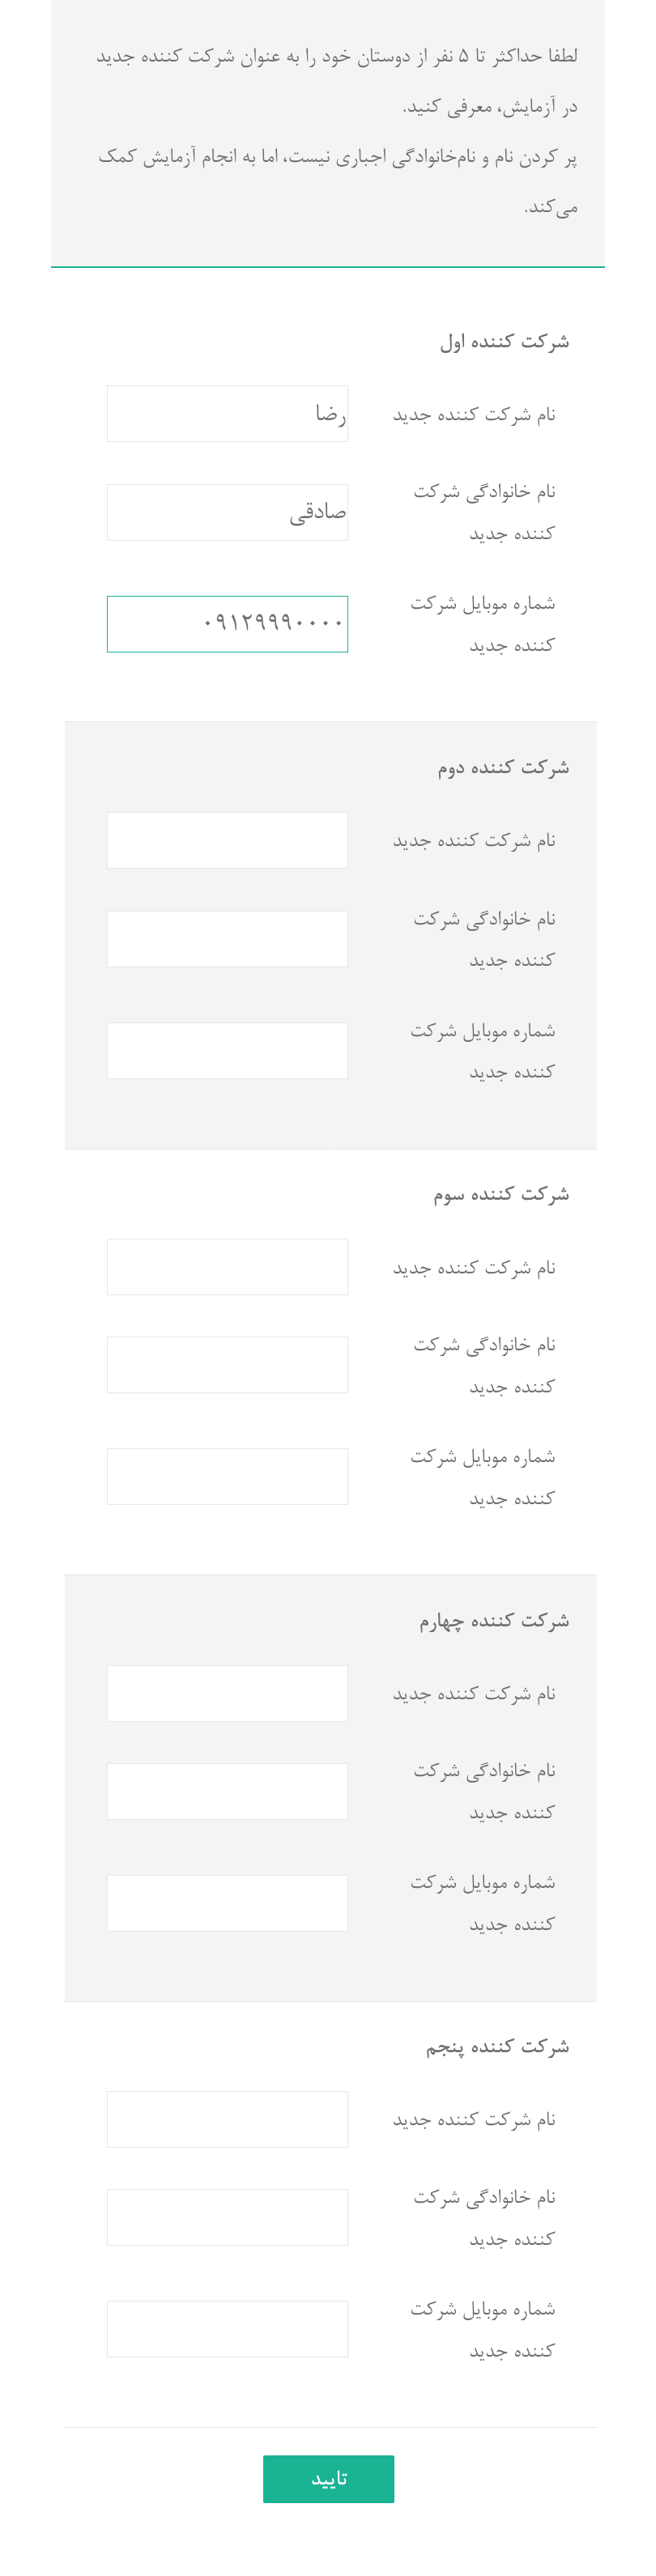 لطفا حداکثر تا ۵ نفر از دوستان خود را به عنوان شرکت کننده جدید
در آزمایش، معرفی کنید.
پر کردن نام و نام‌خانوادگی اجباری نیست، اما به انجام آزمایش کمک
می‌کند.
شرکت کننده اول
نام شرکت کننده جدید
رضا
نام خانوادگی شرکت
کننده جدید
صادقی
شماره موبایل شرکت
کننده جدید
۰۹۱۲۹۹۹۰۰۰۰
شرکت کننده دوم
نام شرکت کننده جدید
نام خانوادگی شرکت
کننده جدید
شماره موبایل شرکت
کننده جدید
شرکت کننده سوم
نام شرکت کننده جدید
نام خانوادگی شرکت
کننده جدید
شماره موبایل شرکت
کننده جدید
شرکت کننده چهارم
نام شرکت کننده جدید
نام خانوادگی شرکت
کننده جدید
شماره موبایل شرکت
کننده جدید
شرکت کننده پنجم
نام شرکت کننده جدید
نام خانوادگی شرکت
کننده جدید
شماره موبایل شرکت
کننده جدید
تایید